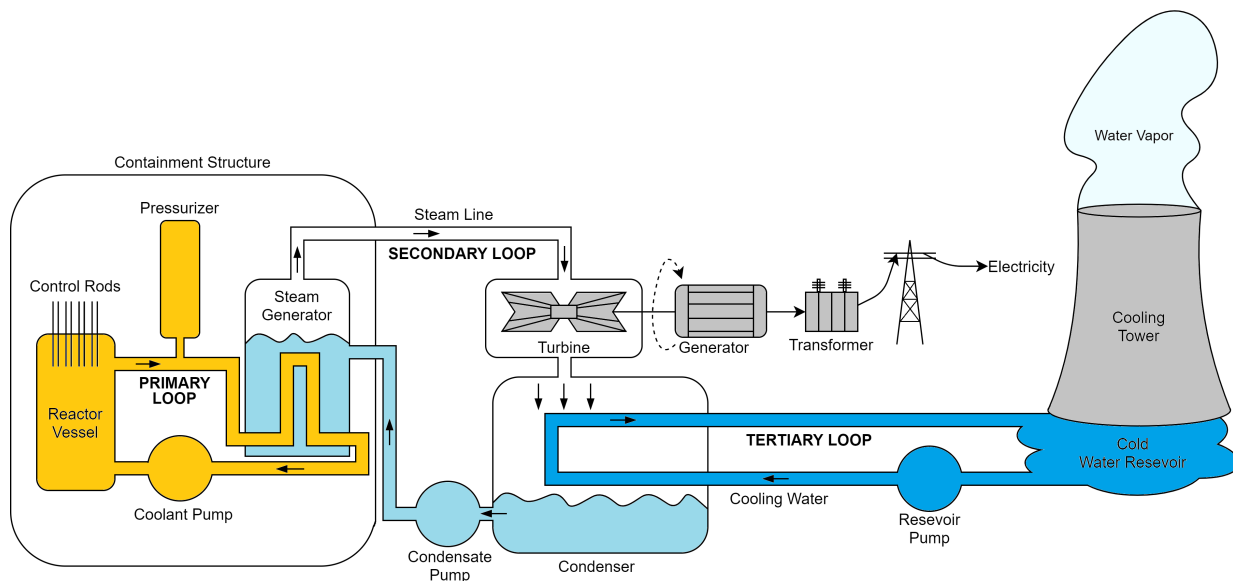 Water Vapor
Containment Structure
Pressurizer
Steam Line
SECONDARY LOOP
Control Rods
Steam
Generator
Electricity
Cooling
Tower
Turbine
Generator
Transformer
PRIMARY
LOOP
Reactor
Vessel
TERTIARY LOOP
Cold
Water Resevoir
Cooling Water
Coolant Pump
Resevoir
Pump
Condensate
Pump
Condenser